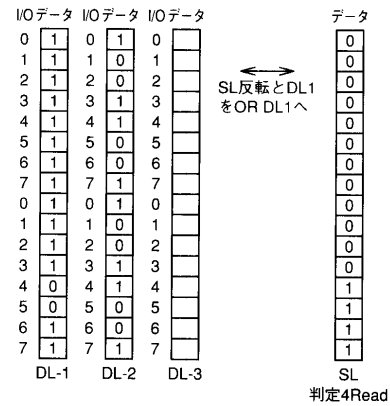 I/O データ I/O データ I/O データ データ
0 1 0 1 0 0
1 1 1 0 1 0
2 1 2 0 2 0
3 1 3 1 3 0
4 1 4 1 4 0
5 1 5 0 5 0
6 1 6 0 6 0
7 1 7 1 7 0
0 1 0 1 0 0
1 1 1 0 1 0
2 1 2 0 2 0
3 1 3 1 3 0
4 0 4 1 4 1
5 0 5 0 5 1
6 1 6 0 6 1
7 1 7 1 7 1
DL-1 DL-2 DL-3 SL
SL反転とDL1
をOR DL1へ
判定4Read